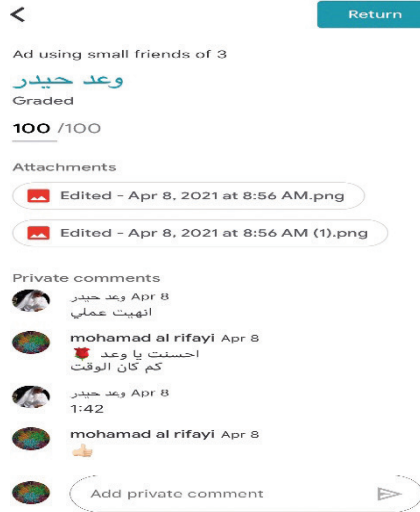 Return
Ad using small friends of 3
وعد حيدر
Graded
100 /100
Attachments
Edited - Apr 8, 2021 at 8:56 AM.png
Edited - Apr 8, 2021 at 8:56 AM (1).png
Private comments
وعد حيدر Apr 8
انهيت عملي
mohamad al rifayi Apr 8
احسنت يا وعد 🌹
كم كان الوقت
وعد حيدر Apr 8
1:42
mohamad al rifayi Apr 8
👍🏻
Add private comment